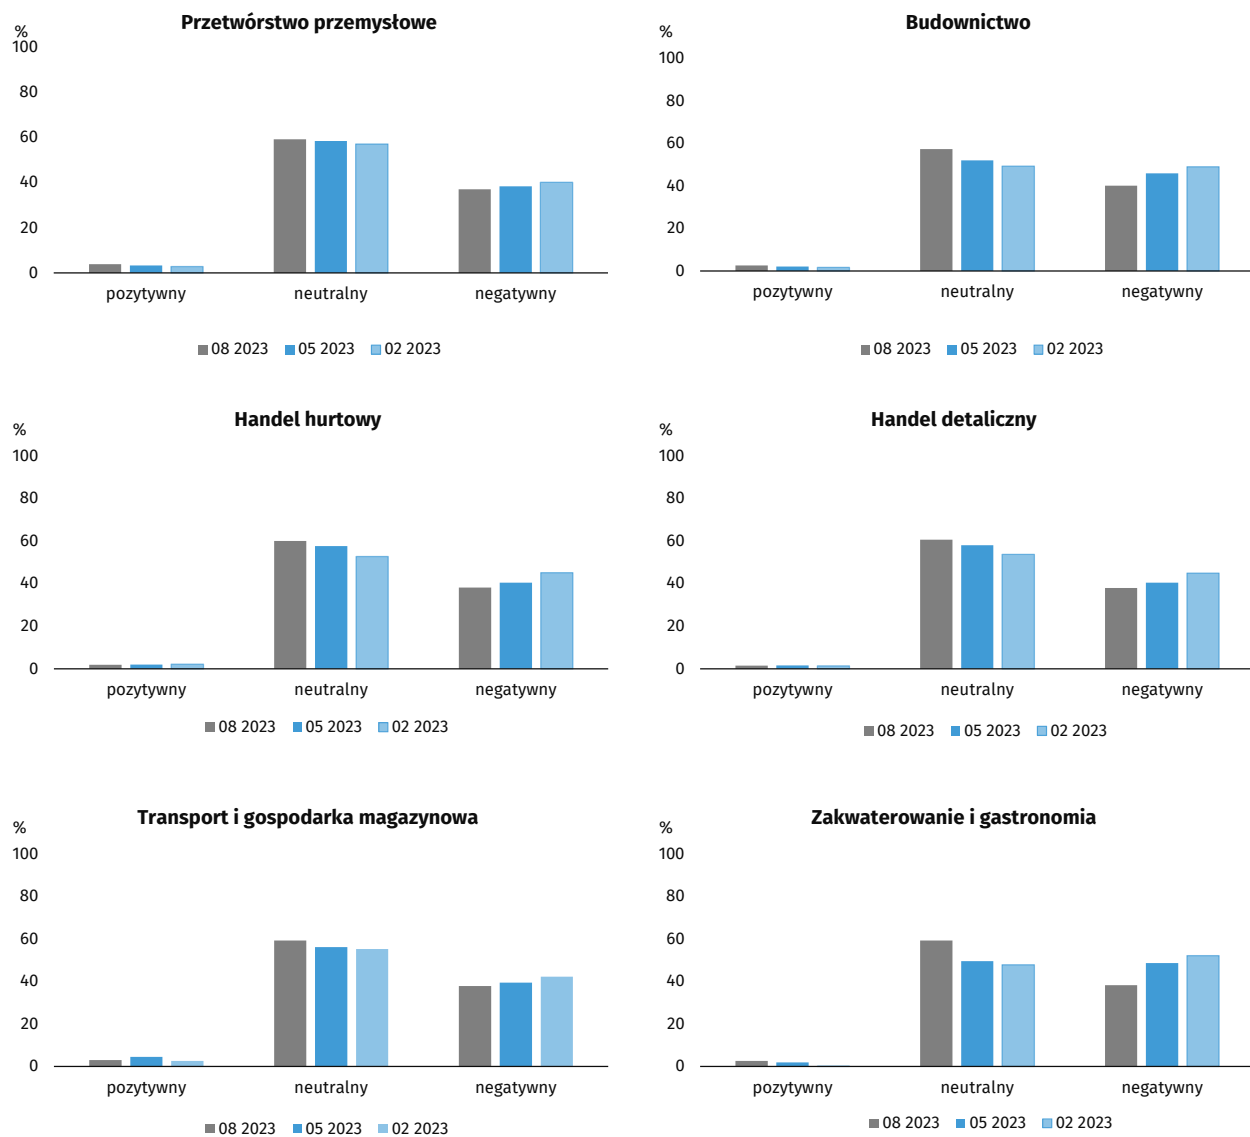 Przetwórstwo przemysłowe
%
100
80
60
40
20
0
pozytywny neutralny negatywny
08 2023 05 2023 02 2023
Budownictwo
%
100
80
60
40
20
0
pozytywny neutralny negatywny
08 2023 05 2023 02 2023
Handel hurtowy
%
100
80
60
40
20
0
pozytywny neutralny negatywny
08 2023 05 2023 02 2023
Handel detaliczny
%
100
80
60
40
20
0
pozytywny neutralny negatywny
08 2023 05 2023 02 2023
Transport i gospodarka magazynowa
%
100
80
60
40
20
0
pozytywny neutralny negatywny
08 2023 05 2023 02 2023
Zakwaterowanie i gastronomia
%
100
80
60
40
20
0
pozytywny neutralny negatywny
08 2023 05 2023 02 2023